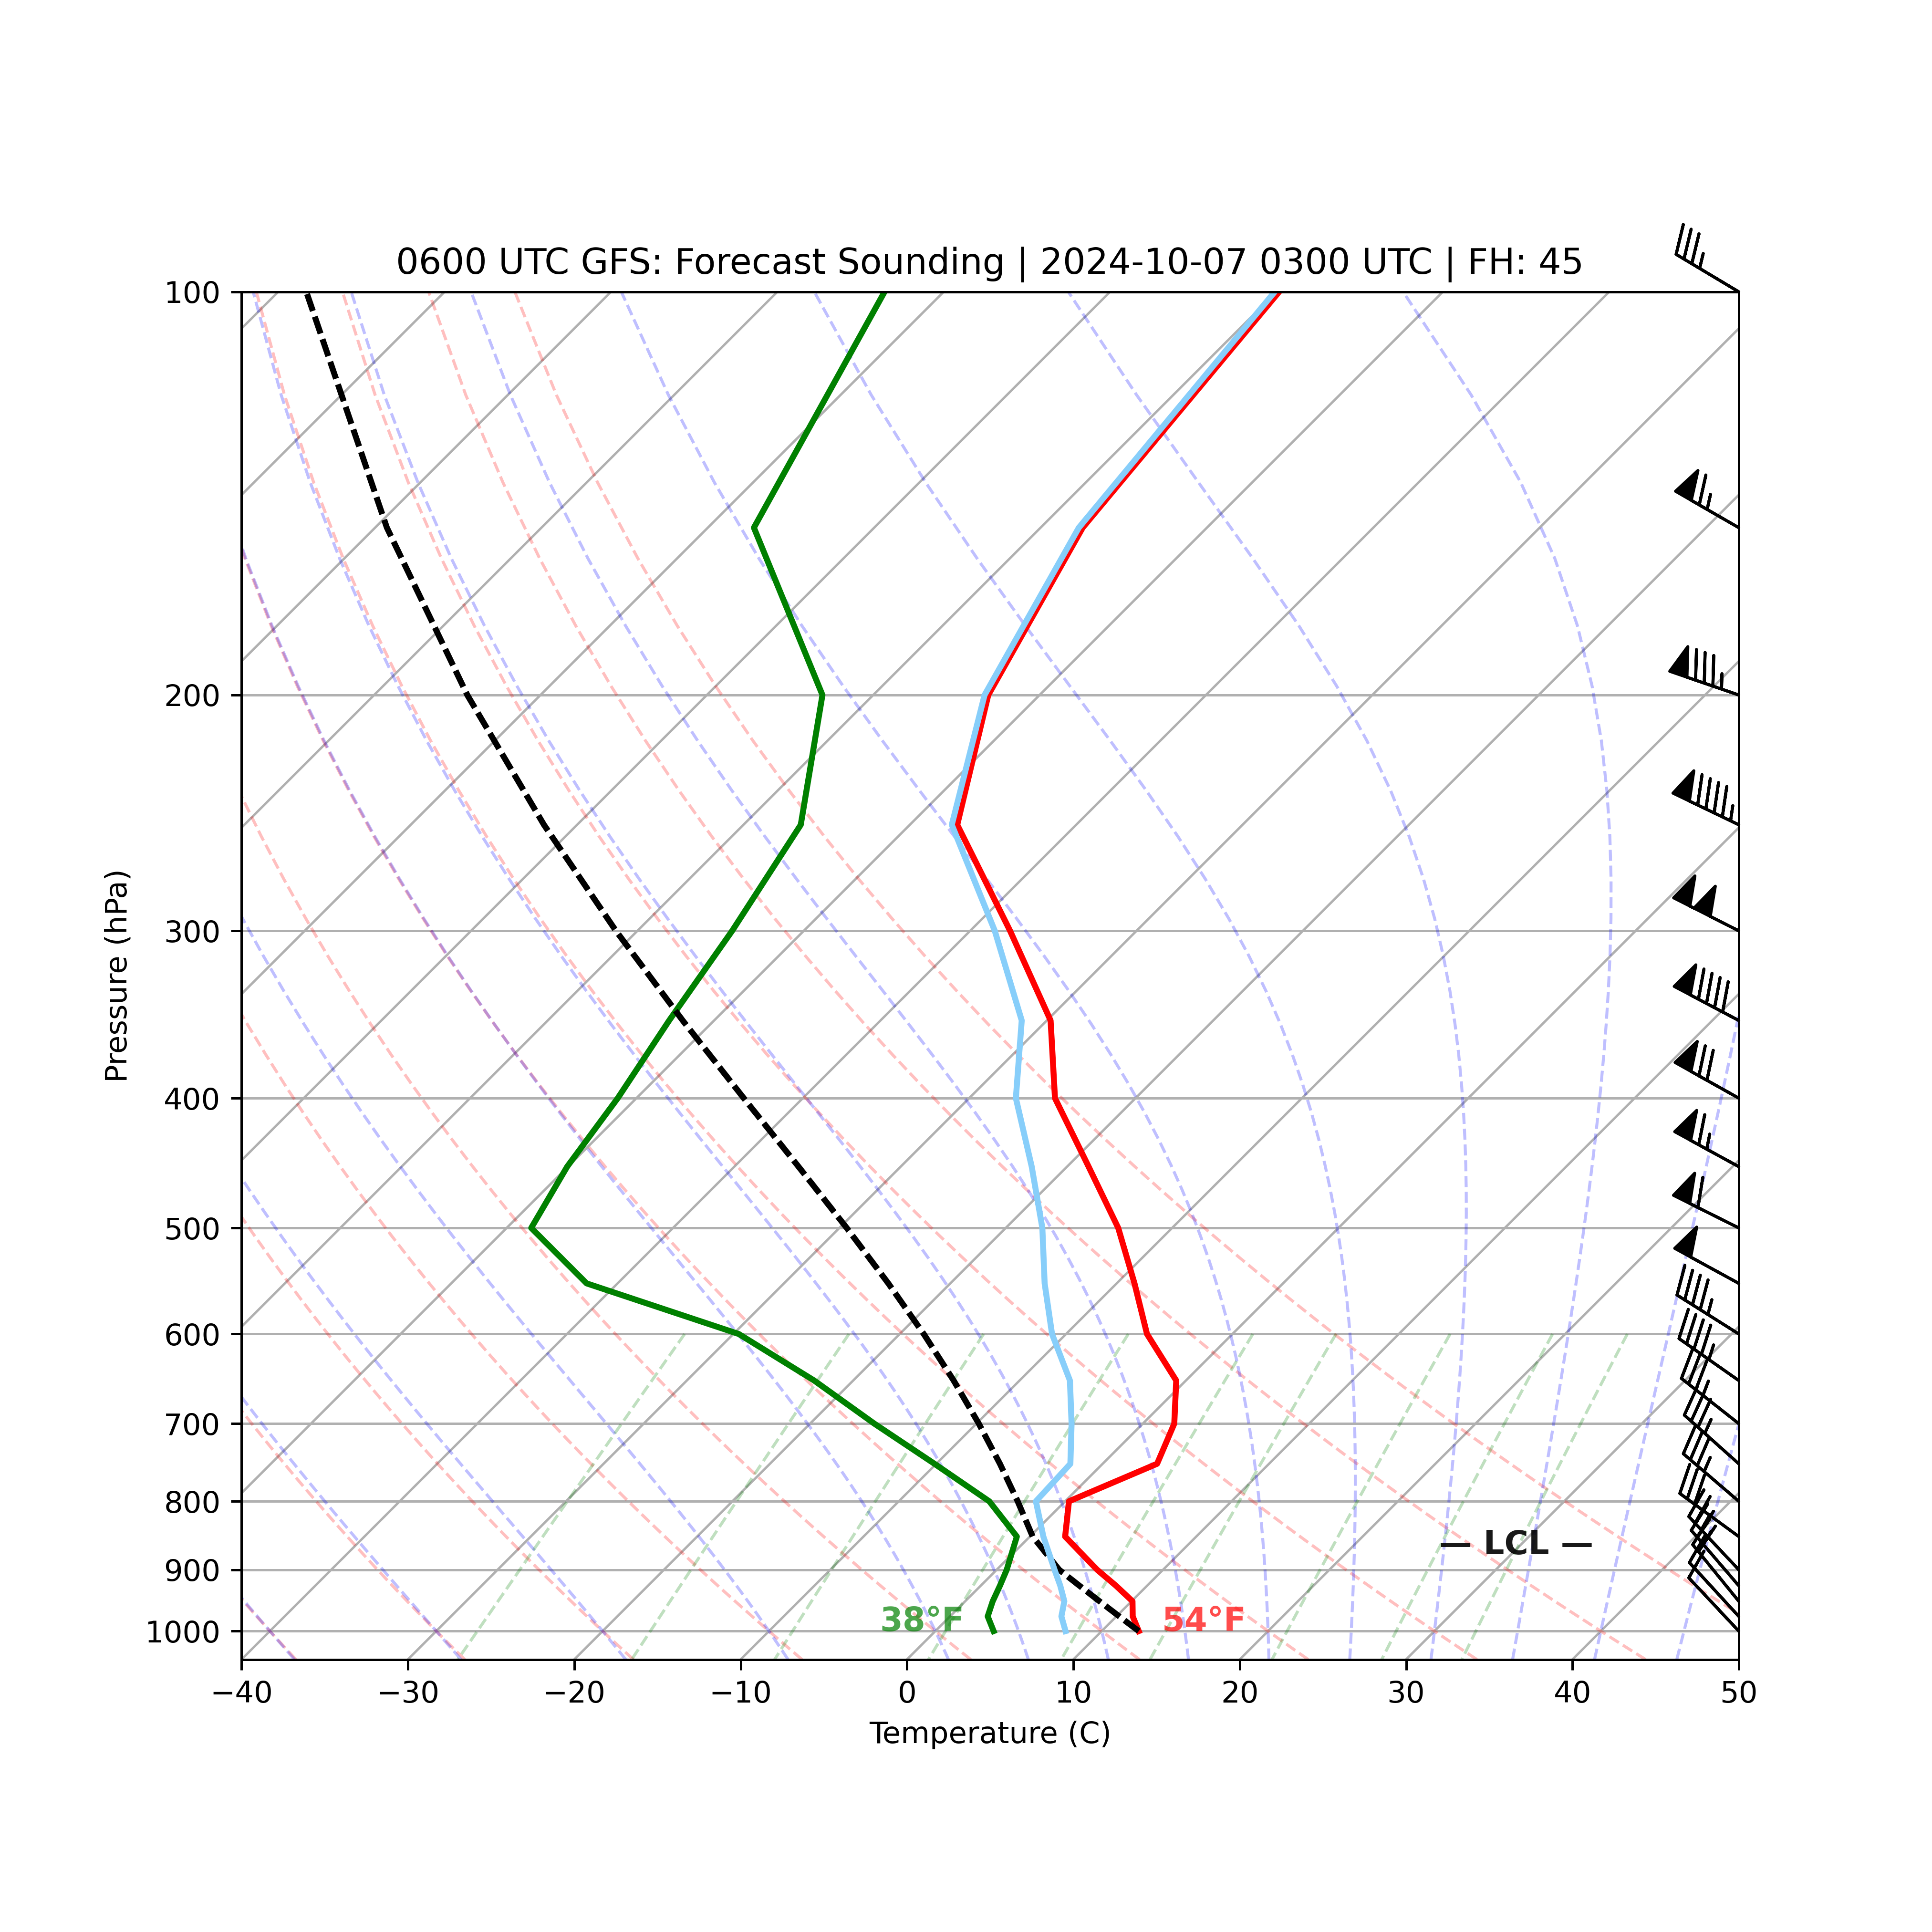 0600 UTC GFS: Forecast Sounding | 2024-10-07 0300 UTC | FH: 45
100
200
300
400
500
600
700
800
900
1000
Pressure (hPa)
— LCL —
38°F
54°F
−40 −30 −20 −10 0 10 20 30 40 50
Temperature (C)